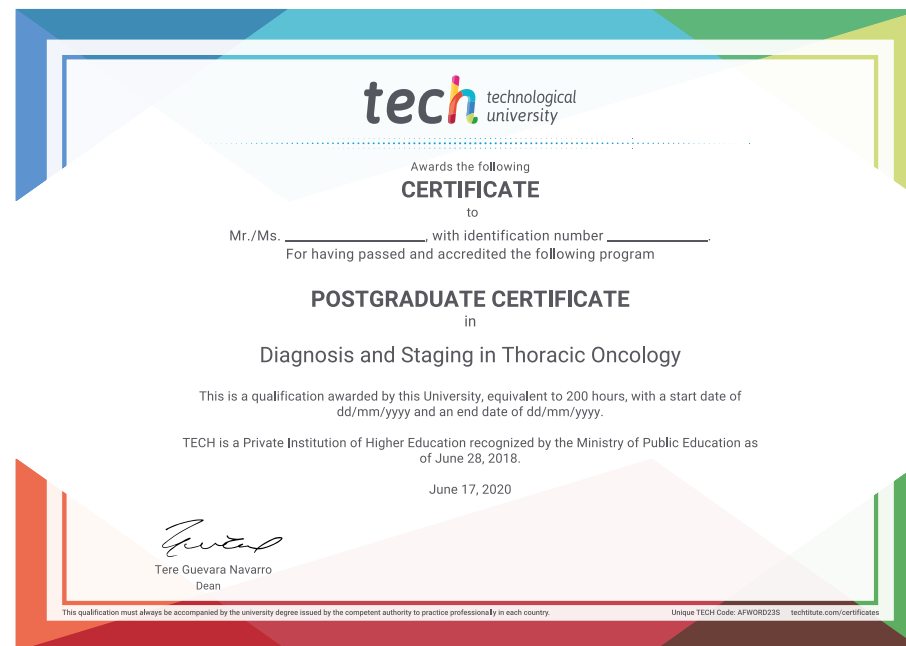 tech technological
university
Awards the following
CERTIFICATE
to
Mr./Ms. ____________________, with identification number ______________.
For having passed and accredited the following program
POSTGRADUATE CERTIFICATE
in
Diagnosis and Staging in Thoracic Oncology
This is a qualification awarded by this University, equivalent to 200 hours, with a start date of
dd/mm/yyyy and an end date of dd/mm/yyyy.
TECH is a Private Institution of Higher Education recognized by the Ministry of Public Education as
of June 28, 2018.
June 17, 2020
Tere Guevara Navarro
Dean
This qualification must always be accompanied by the university degree issued by the competent authority to practice professionally in each country.
Unique TECH Code: AFWORD23S techtitute.com/certificates